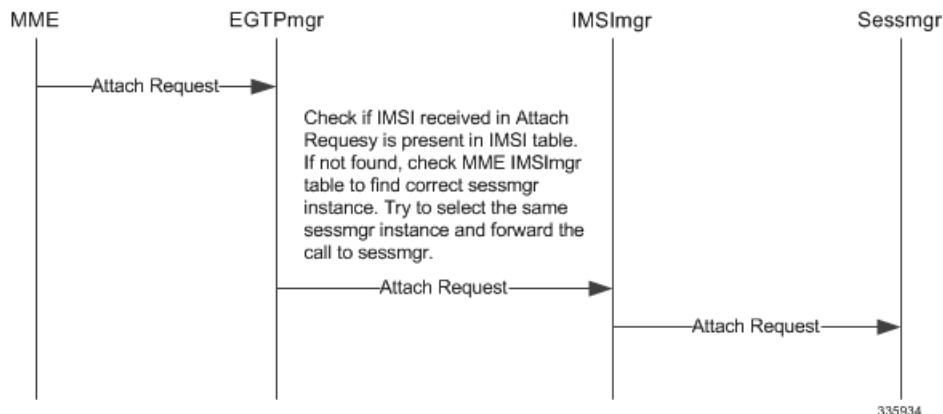 MME EGTPmgr IMSImgr Sessmgr
Attach Request
Check if IMSI received in Attach
Requesy is present in IMSI table.
If not found, check MME IMSImgr
table to find correct sessmgr
instance. Try to select the same
sessmgr instance and forward the
call to sessmgr.
Attach Request
Attach Request
335934